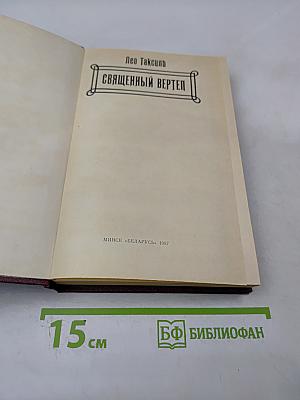 Лео Таксиль
СВЯЩЕННЫЙ ВЕРТЕП
МИНСК «БЕЛАРУСЬ» 1987
15 см
БФ БИБЛИОФАН